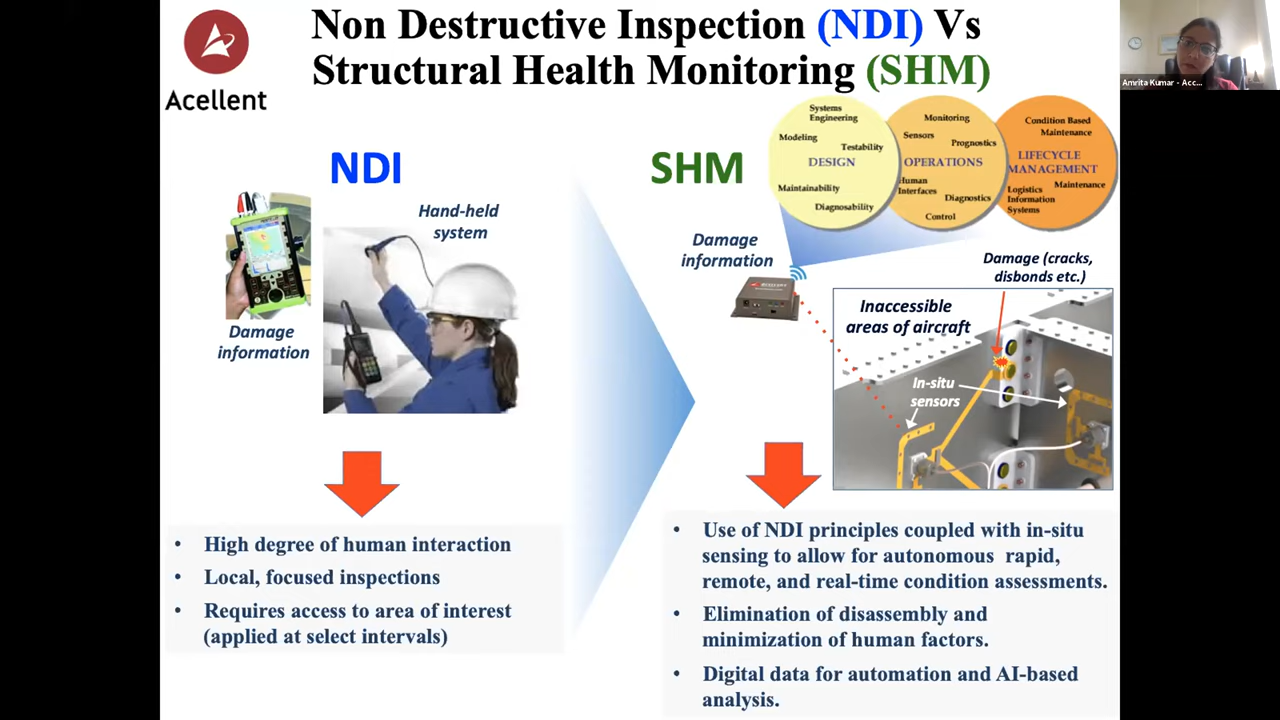 Non Destructive Inspection (NDI) Vs
Structural Health Monitoring (SHM)
Acellent
Amrita Kumar - Acc...
NDI
Hand-held
system
Damage
information
SHM
Systems
Engineering
Modeling
Testability
DESIGN
Maintainability
Diagnosability
Monitoring
Sensors
Prognostics
OPERATIONS
Human
Interfaces
Diagnostics
Control
Condition Based
Maintenance
LIFECYCLE
MANAGEMENT
Logistics
Maintenance
Information
Systems
Damage
information
Damage (cracks,
disbonds etc.)
Inaccessible
areas of aircraft
In-situ
sensors
• High degree of human interaction
• Local, focused inspections
• Requires access to area of interest
(applied at select intervals)
• Use of NDI principles coupled with in-situ
sensing to allow for autonomous rapid,
remote, and real-time condition assessments.
• Elimination of disassembly and
minimization of human factors.
• Digital data for automation and AI-based
analysis.